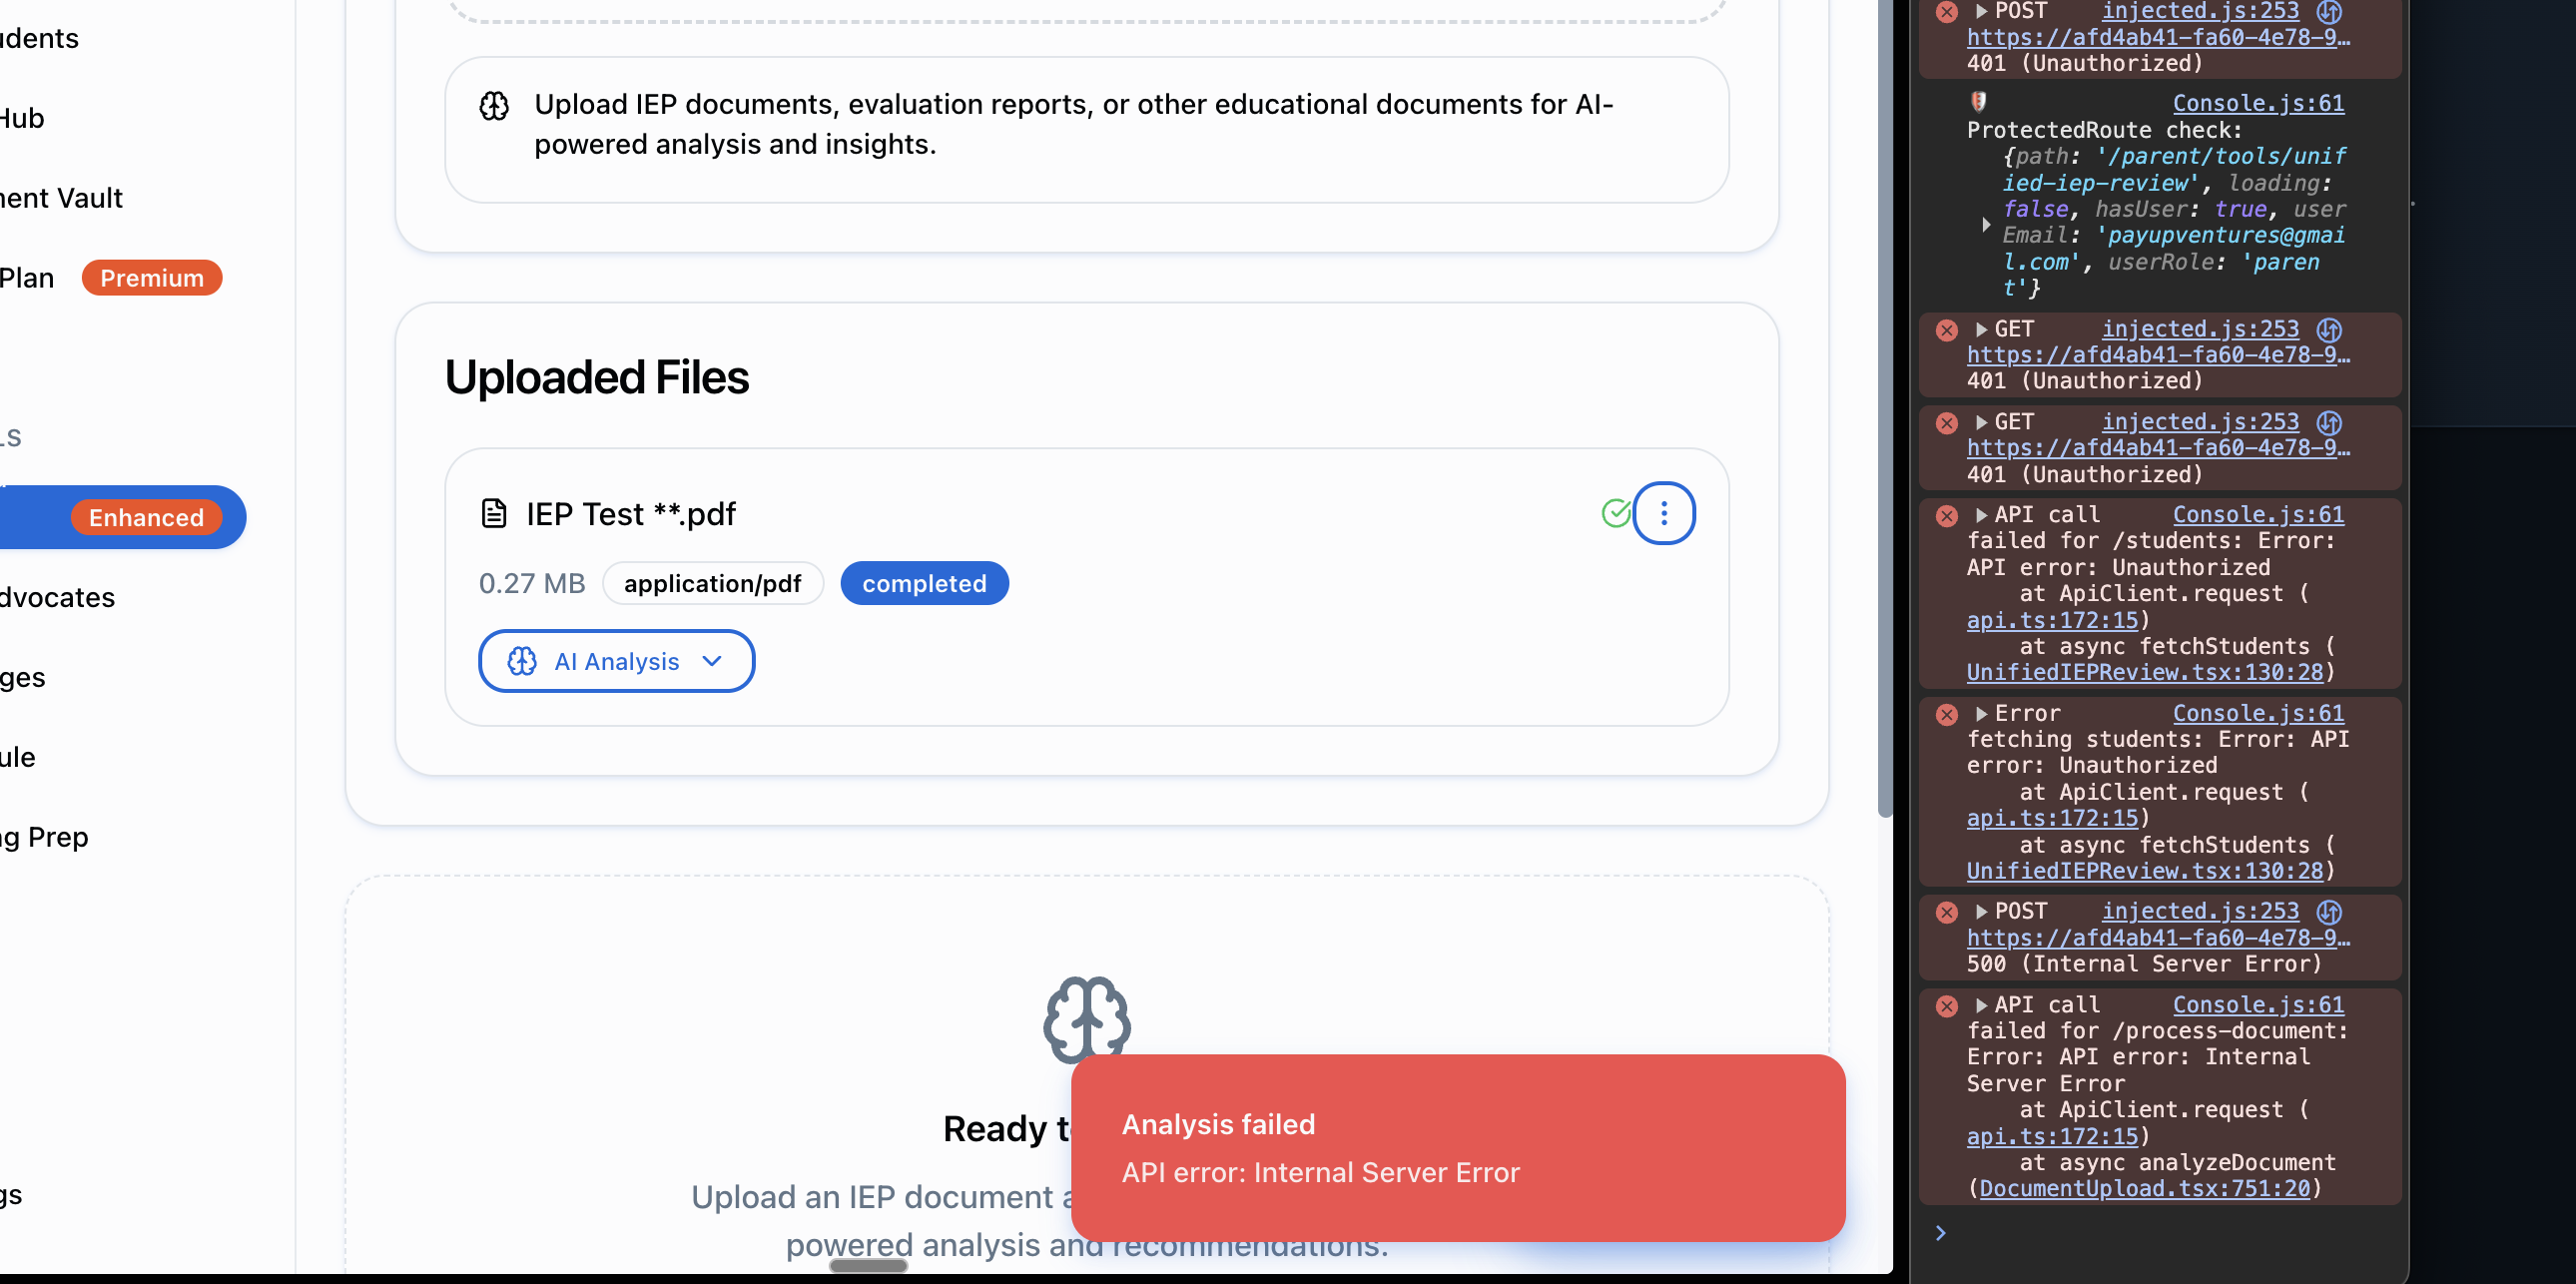 udents
Hub
ment Vault
Plan Premium
LS
Enhanced
dvocates
ges
ule
ng Prep
gs
Upload IEP documents, evaluation reports, or other educational documents for AI-
powered analysis and insights.
Uploaded Files
IEP Test **.pdf
0.27 MB application/pdf completed
AI Analysis
Ready t
Upload an IEP document a
powered analysis and recommendations.
Analysis failed
API error: Internal Server Error
POST injected.js:253
https://afd4ab41-fa60-4e78-9…
401 (Unauthorized)
Console.js:61
ProtectedRoute check:
{path: '/parent/tools/unif
ied-iep-review', loading:
false, hasUser: true, user
Email: 'payupventures@gmai
l.com', userRole: 'paren
t'}
GET injected.js:253
https://afd4ab41-fa60-4e78-9…
401 (Unauthorized)
GET injected.js:253
https://afd4ab41-fa60-4e78-9…
401 (Unauthorized)
API call Console.js:61
failed for /students: Error:
API error: Unauthorized
at ApiClient.request (
api.ts:172:15)
at async fetchStudents (
UnifiedIEPReview.tsx:130:28)
Error Console.js:61
fetching students: Error: API
error: Unauthorized
at ApiClient.request (
api.ts:172:15)
at async fetchStudents (
UnifiedIEPReview.tsx:130:28)
POST injected.js:253
https://afd4ab41-fa60-4e78-9…
500 (Internal Server Error)
API call Console.js:61
failed for /process-document:
Error: API error: Internal
Server Error
at ApiClient.request (
api.ts:172:15)
at async analyzeDocument
(DocumentUpload.tsx:751:20)